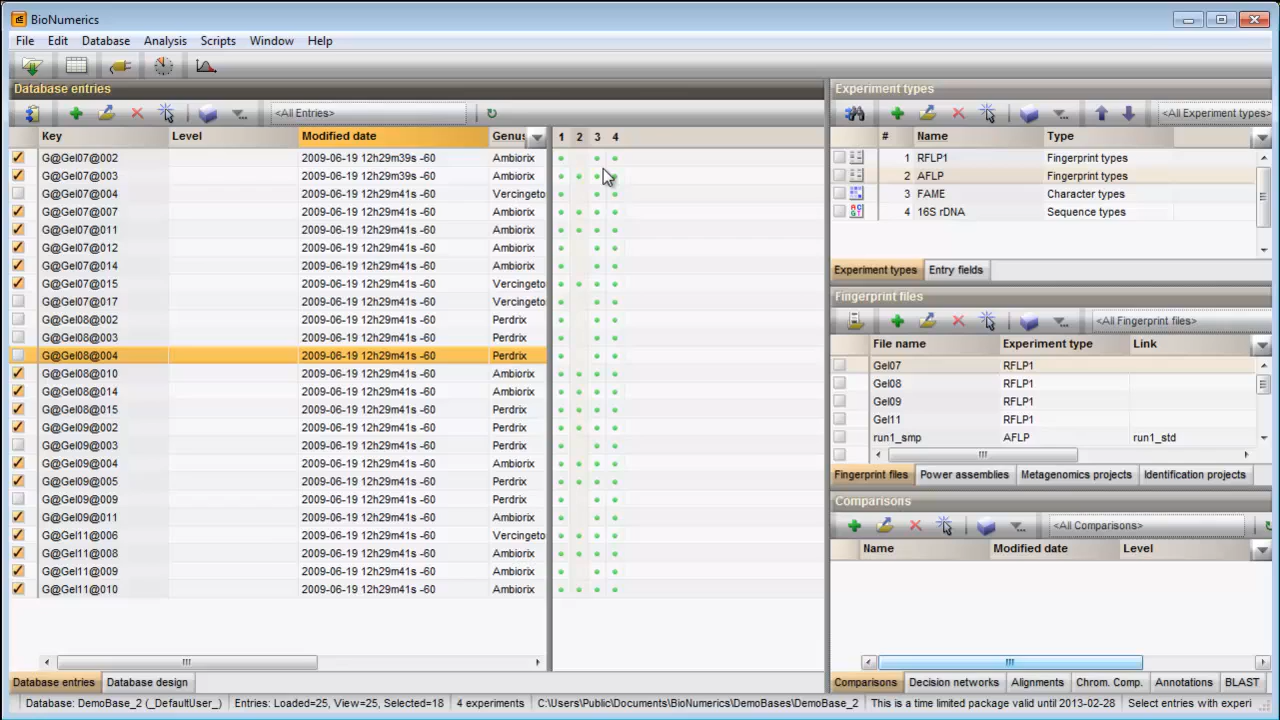 BioNumerics
File Edit Database Analysis Scripts Window Help
Database entries
<All Entries>
Key Level Modified date Genus 1 2 3 4
G@Gel07@002 2009-06-19 12h29m39s -60 Ambiorix
G@Gel07@003 2009-06-19 12h29m39s -60 Ambiorix
G@Gel07@004 2009-06-19 12h29m41s -60 Vercingeto
G@Gel07@007 2009-06-19 12h29m41s -60 Ambiorix
G@Gel07@011 2009-06-19 12h29m41s -60 Ambiorix
G@Gel07@012 2009-06-19 12h29m41s -60 Ambiorix
G@Gel07@014 2009-06-19 12h29m41s -60 Ambiorix
G@Gel07@015 2009-06-19 12h29m41s -60 Vercingeto
G@Gel07@017 2009-06-19 12h29m41s -60 Vercingeto
G@Gel08@002 2009-06-19 12h29m41s -60 Perdrix
G@Gel08@003 2009-06-19 12h29m41s -60 Perdrix
G@Gel08@004 2009-06-19 12h29m41s -60 Perdrix
G@Gel08@010 2009-06-19 12h29m41s -60 Ambiorix
G@Gel08@014 2009-06-19 12h29m41s -60 Ambiorix
G@Gel08@015 2009-06-19 12h29m41s -60 Perdrix
G@Gel09@002 2009-06-19 12h29m41s -60 Perdrix
G@Gel09@003 2009-06-19 12h29m41s -60 Perdrix
G@Gel09@004 2009-06-19 12h29m41s -60 Ambiorix
G@Gel09@005 2009-06-19 12h29m41s -60 Perdrix
G@Gel09@009 2009-06-19 12h29m41s -60 Perdrix
G@Gel09@011 2009-06-19 12h29m41s -60 Ambiorix
G@Gel11@006 2009-06-19 12h29m41s -60 Vercingeto
G@Gel11@008 2009-06-19 12h29m41s -60 Ambiorix
G@Gel11@009 2009-06-19 12h29m41s -60 Ambiorix
G@Gel11@010 2009-06-19 12h29m41s -60 Ambiorix
Database entries Database design
Experiment types
<All Experiment types>
# Name Type
1 RFLP1 Fingerprint types
2 AFLP Fingerprint types
3 FAME Character types
4 16S rDNA Sequence types
Experiment types Entry fields
Fingerprint files
<All Fingerprint files>
File name Experiment type Link
Gel07 RFLP1
Gel08 RFLP1
Gel09 RFLP1
Gel11 RFLP1
run1_smp AFLP run1_std
Fingerprint files Power assemblies Metagenomics projects Identification projects
Comparisons
<All Comparisons>
Name Modified date Level
Comparisons Decision networks Alignments Chrom. Comp. Annotations BLAST
Database: DemoBase_2 (_DefaultUser_) Entries: Loaded=25, View=25, Selected=18 4 experiments C:\Users\Public\Documents\BioNumerics\DemoBases\DemoBase_2 This is a time limited package valid until 2013-02-28 Select entries with experi